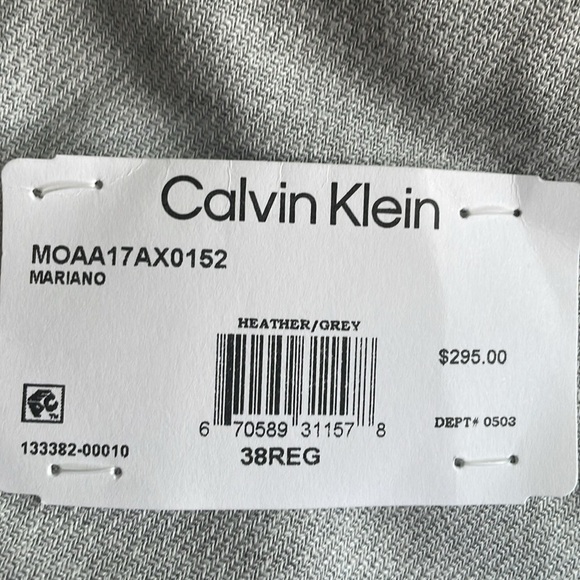 Calvin Klein
MOAA17AX0152
MARIANO
HEATHER/GREY
$295.00
6 70589 31157 8
DEPT# 0503
133382-00010
38REG